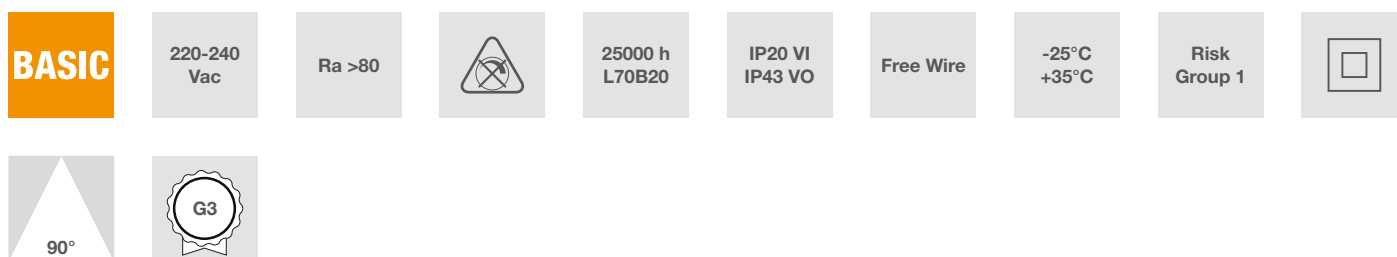 BASIC
220-240
Vac
Ra >80
25000 h
L70B20
IP20 VI
IP43 VO
Free Wire
-25°C
+35°C
Risk
Group 1
90°
G3